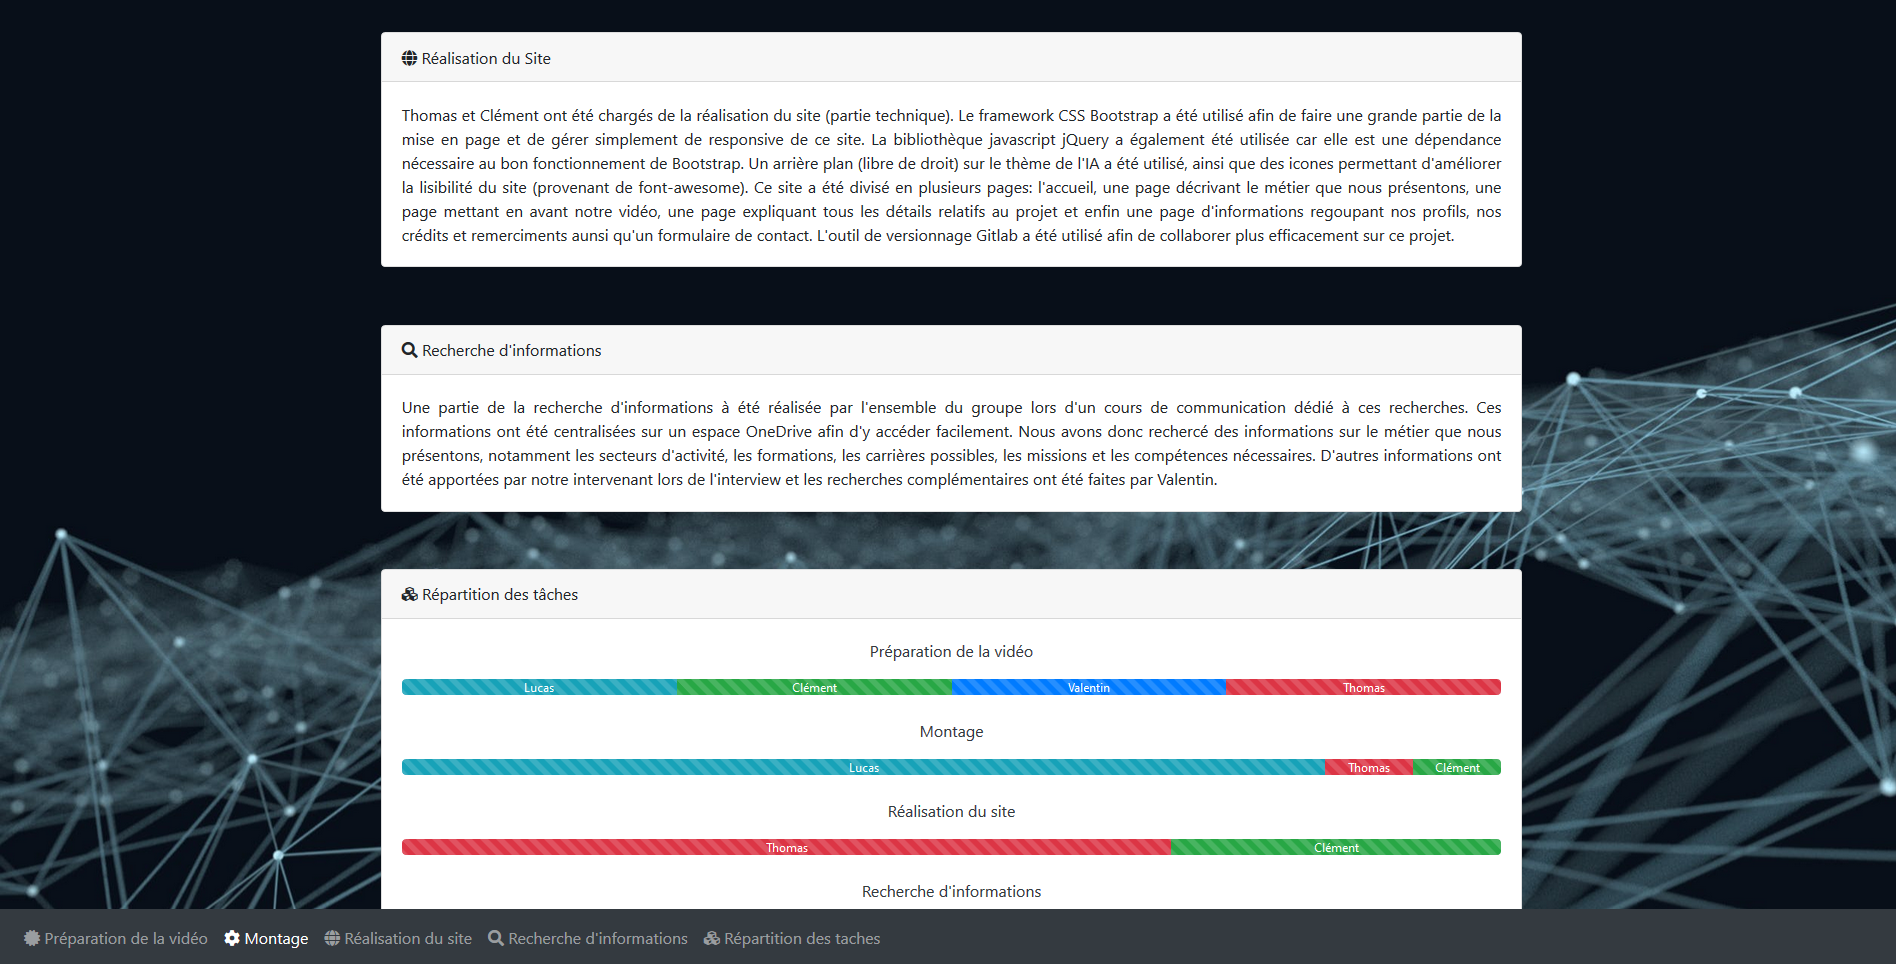 Réalisation du Site
Thomas et Clément ont été chargés de la réalisation du site (partie technique). Le framework CSS Bootstrap a été utilisé afin de faire une grande partie de la
mise en page et de gérer simplement de responsive de ce site. La bibliothèque javascript jQuery a également été utilisée car elle est une dépendance
nécessaire au bon fonctionnement de Bootstrap. Un arrière plan (libre de droit) sur le thème de l'IA a été utilisé, ainsi que des icones permettant d'améliorer
la lisibilité du site (provenant de font-awesome). Ce site a été divisé en plusieurs pages: l'accueil, une page décrivant le métier que nous présentons, une
page mettant en avant notre vidéo, une page expliquant tous les détails relatifs au projet et enfin une page d'informations regoupant nos profils, nos
crédits et remerciments aunsi qu'un formulaire de contact. L'outil de versionnage Gitlab a été utilisé afin de collaborer plus efficacement sur ce projet.
Recherche d'informations
Une partie de la recherche d'informations à été réalisée par l'ensemble du groupe lors d'un cours de communication dédié à ces recherches. Ces
informations ont été centralisées sur un espace OneDrive afin d'y accéder facilement. Nous avons donc rechercé des informations sur le métier que nous
présentons, notamment les secteurs d'activité, les formations, les carrières possibles, les missions et les compétences nécessaires. D'autres informations ont
été apportées par notre intervenant lors de l'interview et les recherches complémentaires ont été faites par Valentin.
Répartition des tâches
Préparation de la vidéo
Lucas Clément Valentin Thomas
Montage
Lucas Thomas Clément
Réalisation du site
Thomas Clément
Recherche d'informations
Préparation de la vidéo Montage Réalisation du site Recherche d'informations Répartition des taches